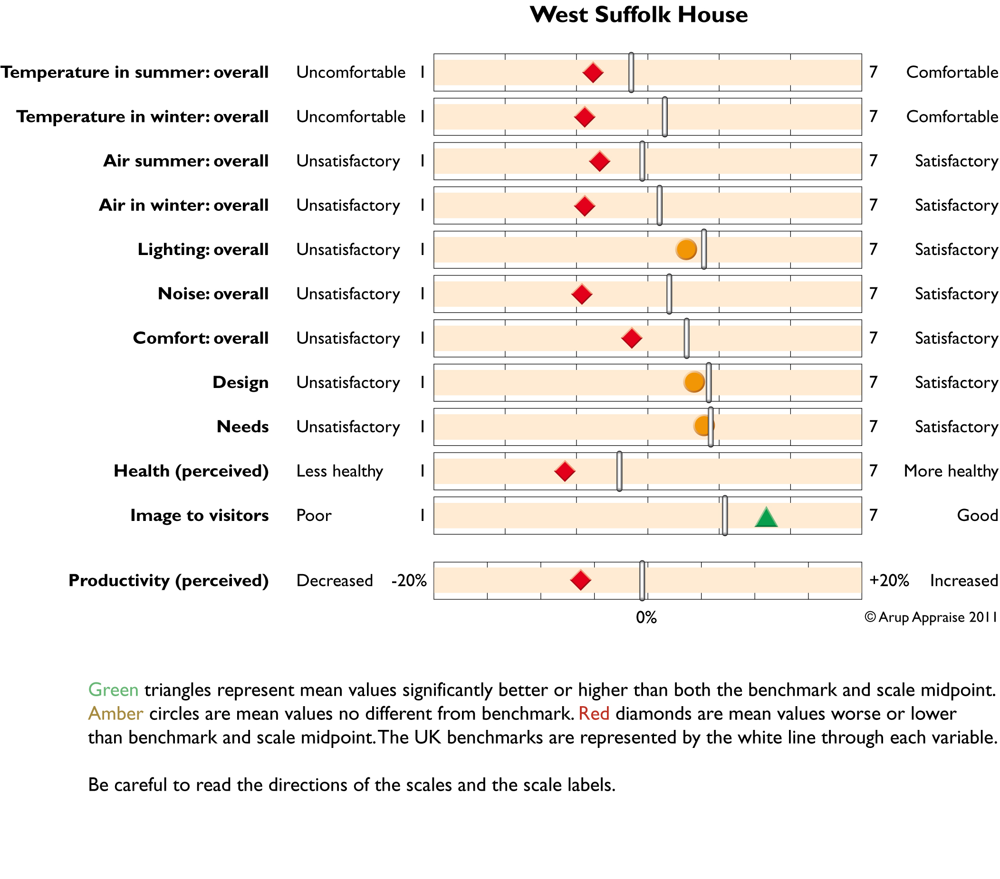 West Suffolk House
Temperature in summer: overall Uncomfortable 1 7 Comfortable
Temperature in winter: overall Uncomfortable 1 7 Comfortable
Air summer: overall Unsatisfactory 1 7 Satisfactory
Air in winter: overall Unsatisfactory 1 7 Satisfactory
Lighting: overall Unsatisfactory 1 7 Satisfactory
Noise: overall Unsatisfactory 1 7 Satisfactory
Comfort: overall Unsatisfactory 1 7 Satisfactory
Design Unsatisfactory 1 7 Satisfactory
Needs Unsatisfactory 1 7 Satisfactory
Health (perceived) Less healthy 1 7 More healthy
Image to visitors Poor 1 7 Good
Productivity (perceived) Decreased -20% +20% Increased
0% © Arup Appraise 2011
Green triangles represent mean values significantly better or higher than both the benchmark and scale midpoint.
Amber circles are mean values no different from benchmark. Red diamonds are mean values worse or lower
than benchmark and scale midpoint. The UK benchmarks are represented by the white line through each variable.
Be careful to read the directions of the scales and the scale labels.